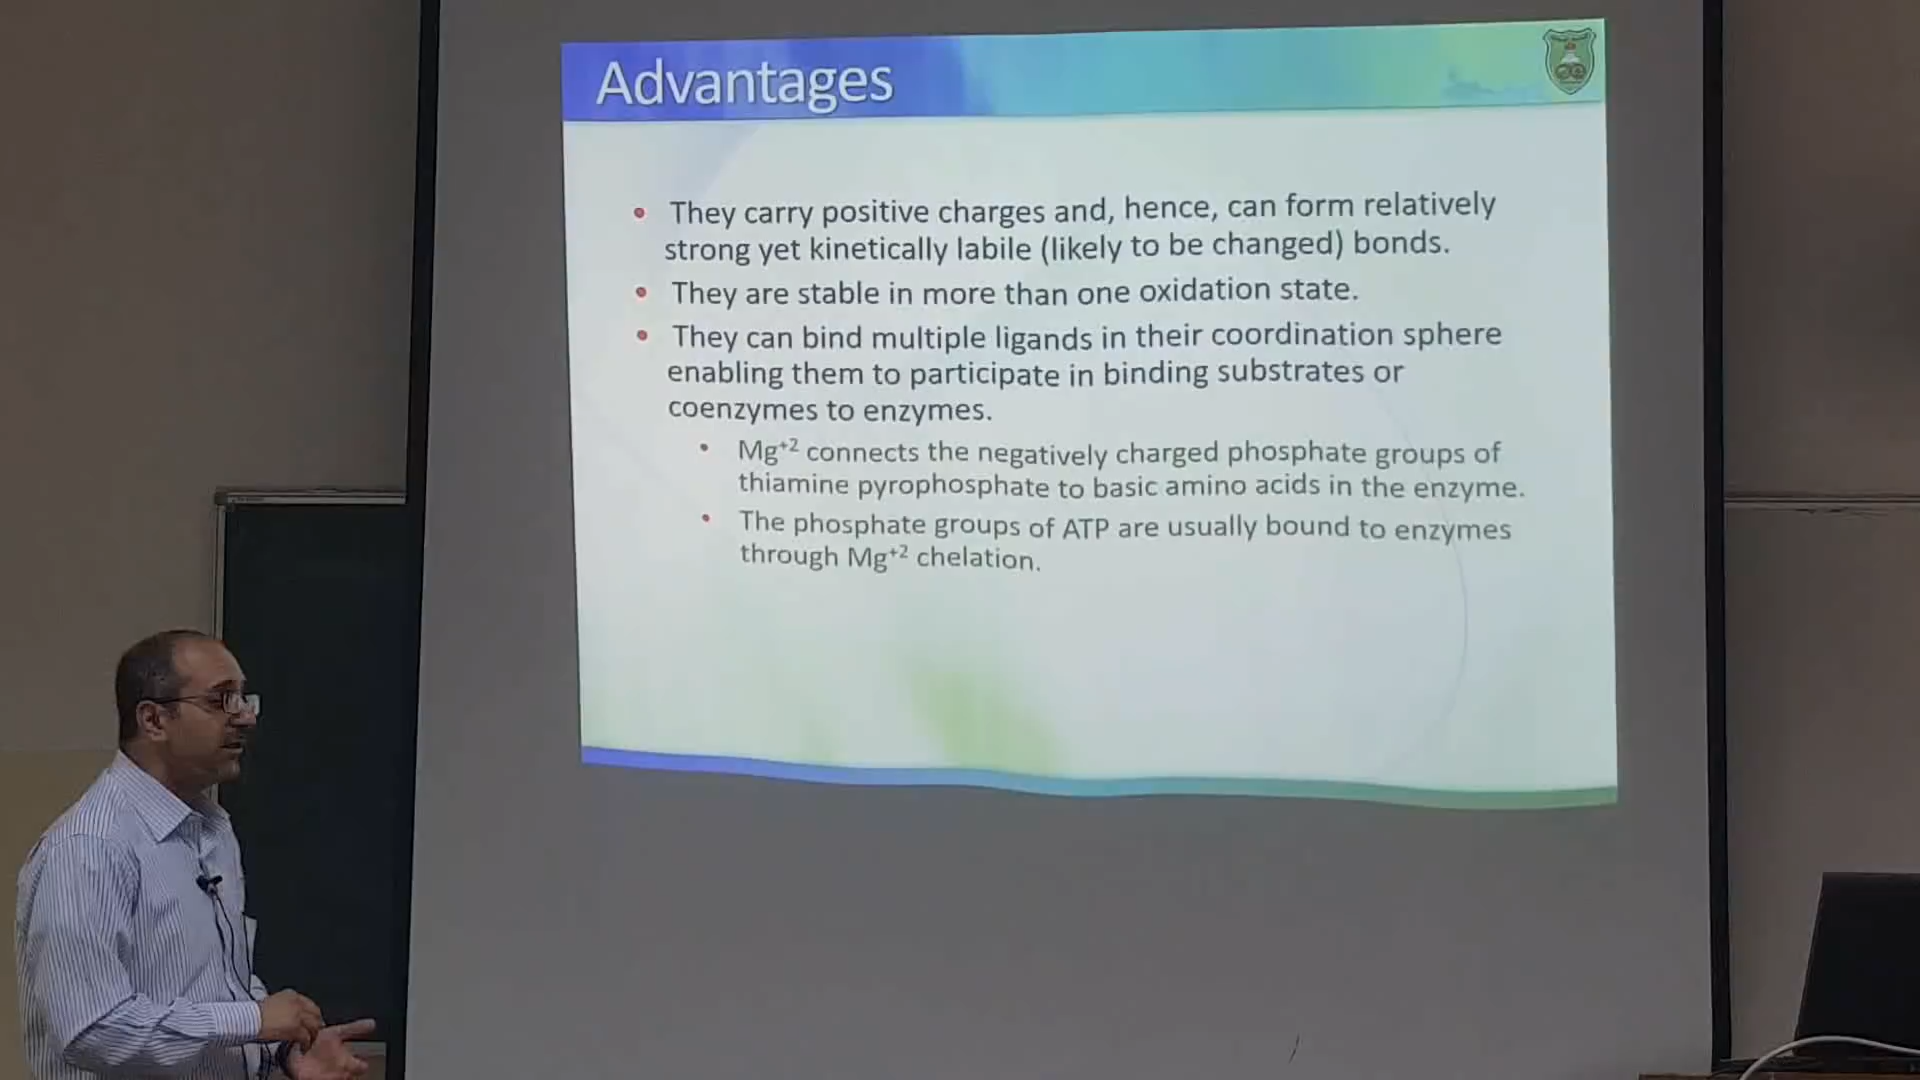 Advantages
• They carry positive charges and, hence, can form relatively
strong yet kinetically labile (likely to be changed) bonds.
• They are stable in more than one oxidation state.
• They can bind multiple ligands in their coordination sphere
enabling them to participate in binding substrates or
coenzymes to enzymes.
• Mg⁺² connects the negatively charged phosphate groups of
thiamine pyrophosphate to basic amino acids in the enzyme.
• The phosphate groups of ATP are usually bound to enzymes
through Mg⁺² chelation.